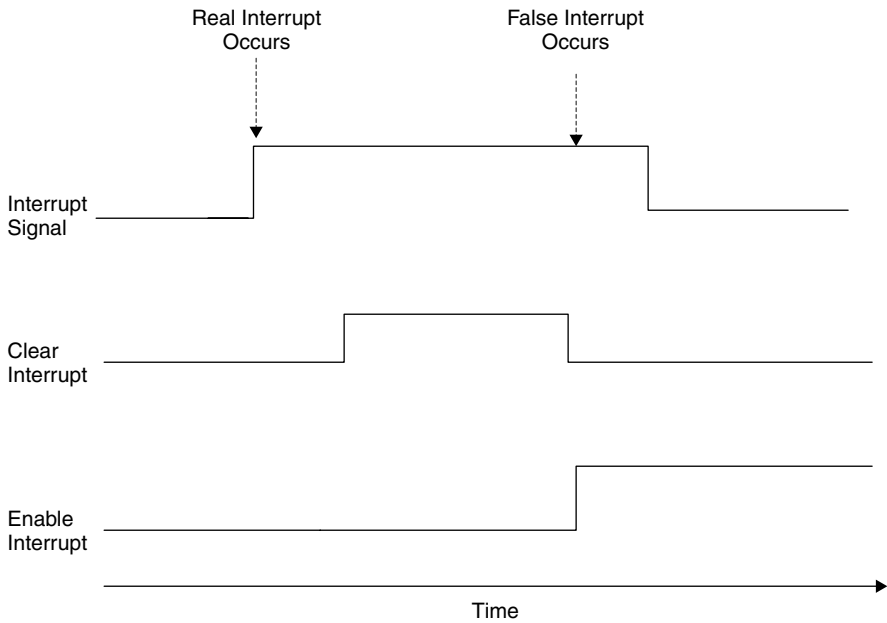 Real Interrupt
Occurs
False Interrupt
Occurs
Interrupt
Signal
Clear
Interrupt
Enable
Interrupt
Time